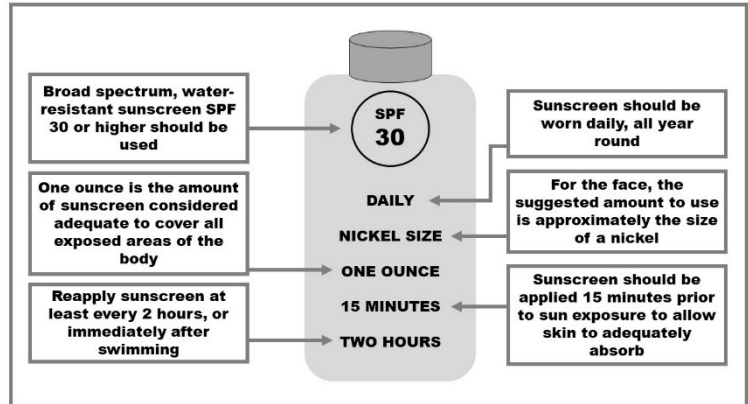 Broad spectrum, water-
resistant sunscreen SPF
30 or higher should be
used
One ounce is the amount
of sunscreen considered
adequate to cover all
exposed areas of the
body
Reapply sunscreen at
least every 2 hours, or
immediately after
swimming
SPF
30
DAILY
NICKEL SIZE
ONE OUNCE
15 MINUTES
TWO HOURS
Sunscreen should be
worn daily, all year
round
For the face, the
suggested amount to use
is approximately the size
of a nickel
Sunscreen should be
applied 15 minutes prior
to sun exposure to allow
skin to adequately
absorb